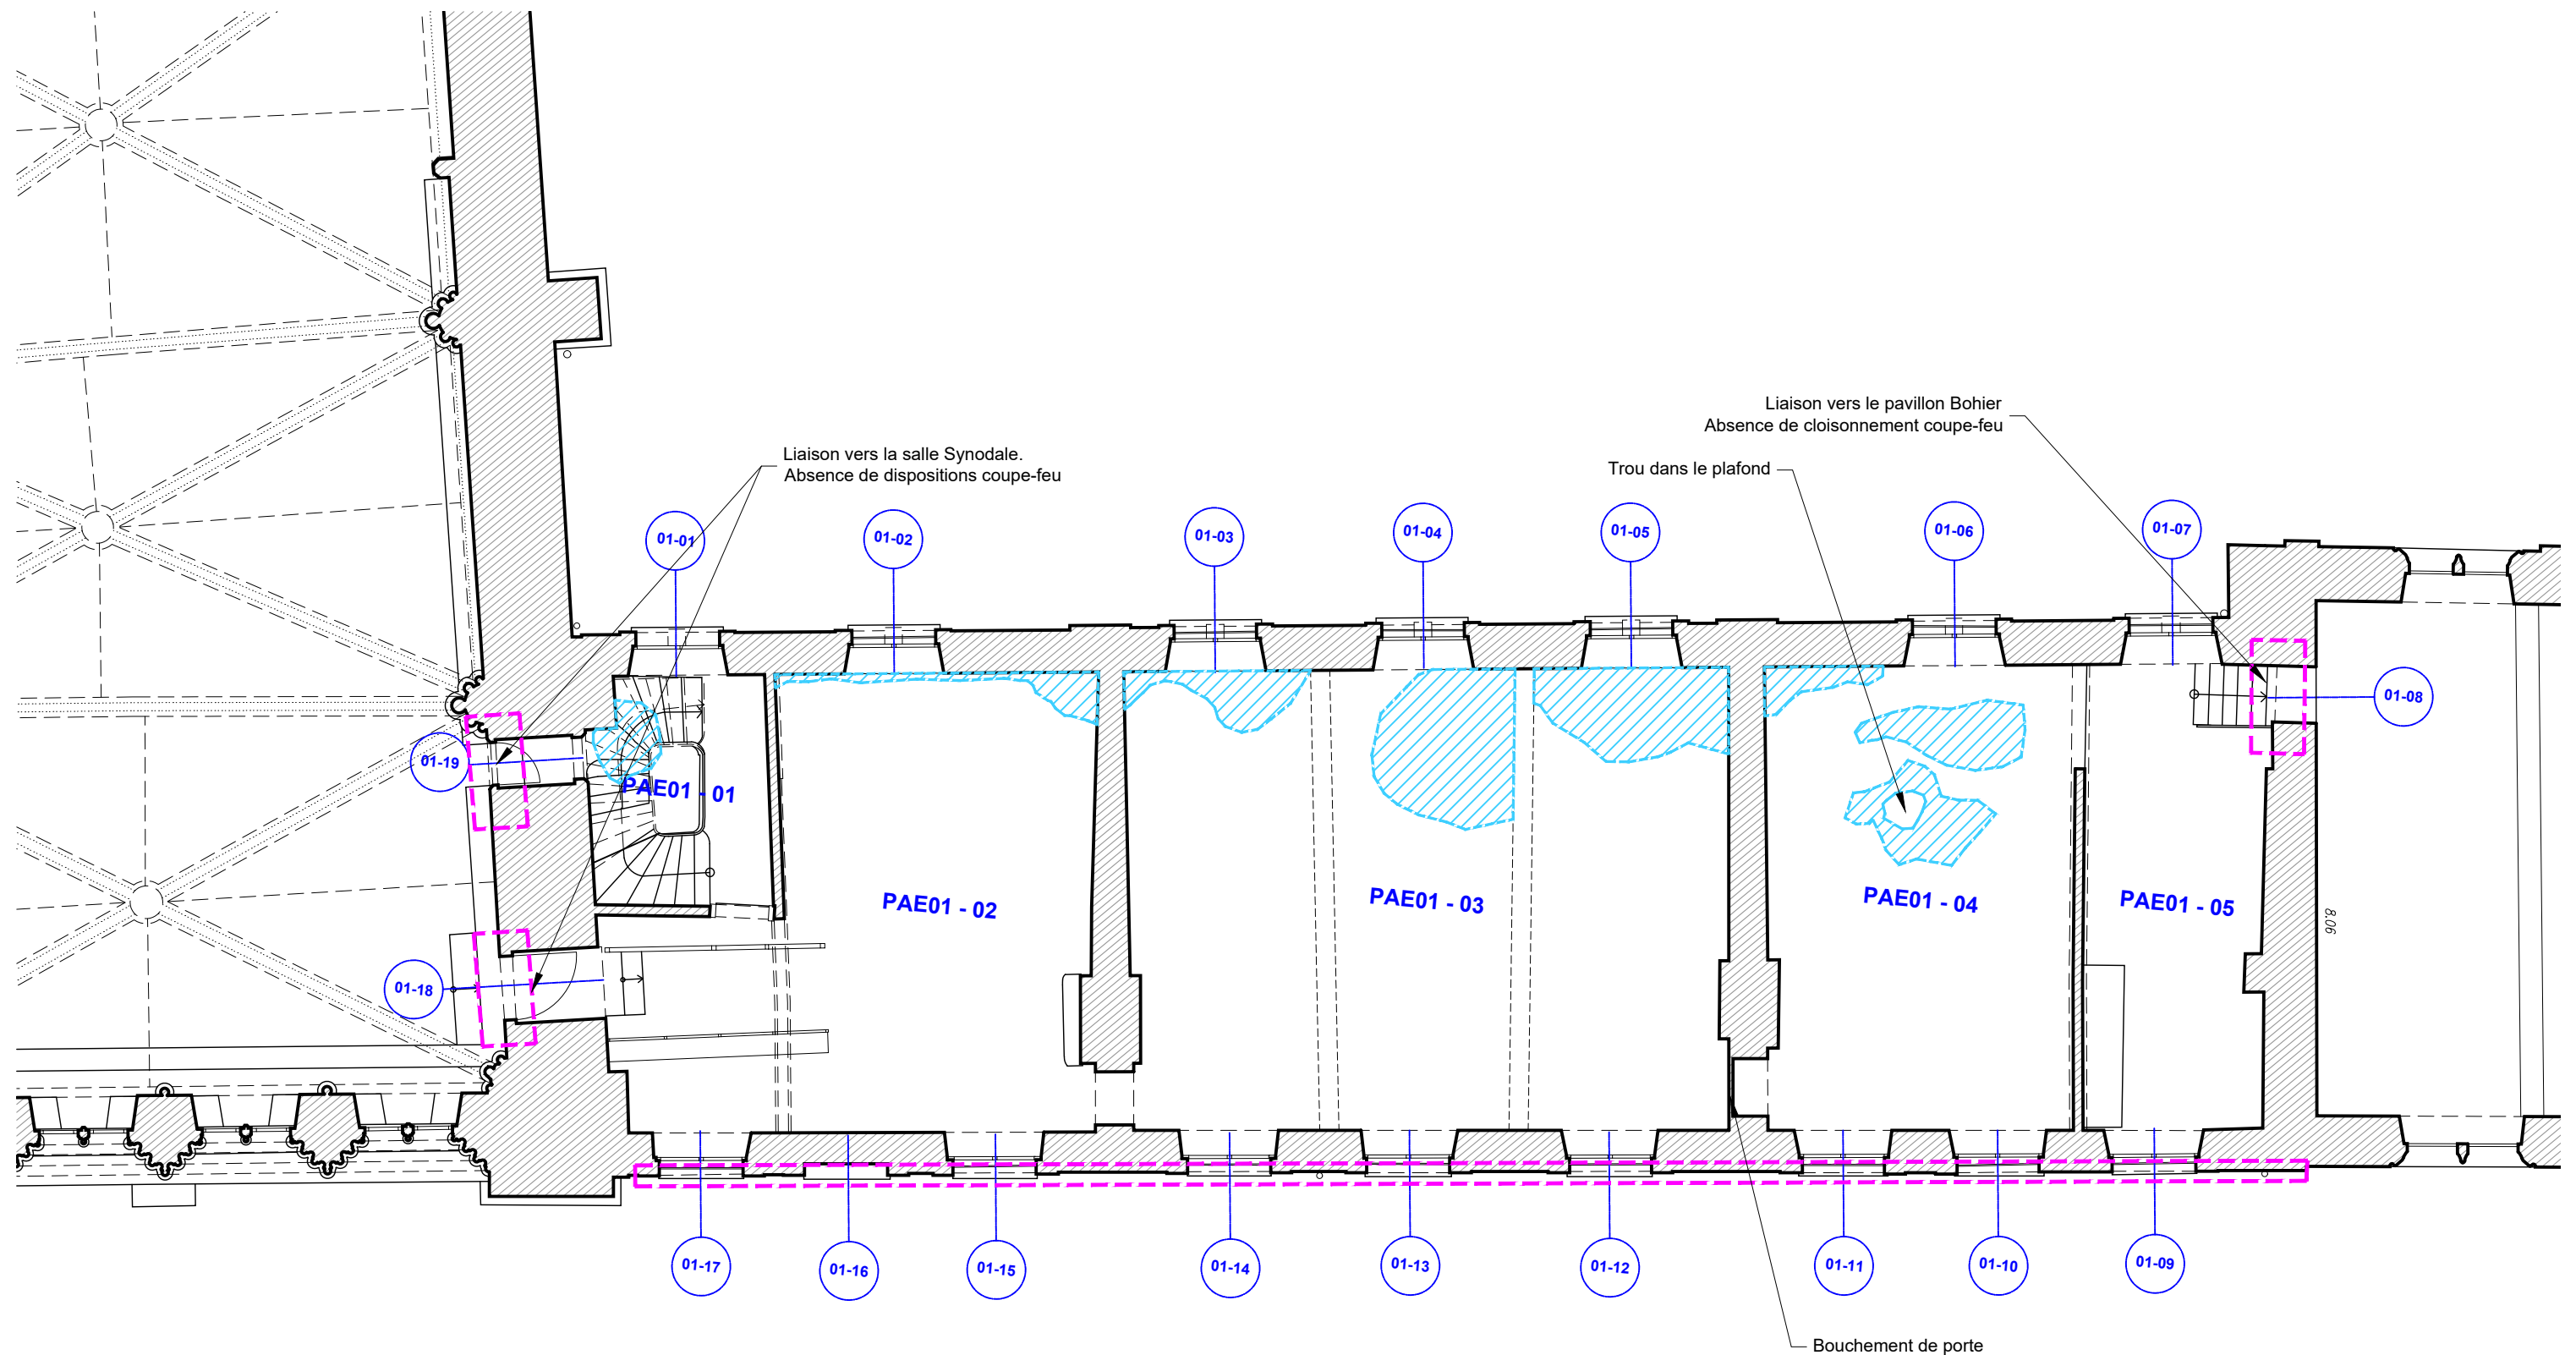 Liaison vers le pavillon Bohier
Absence de cloisonnement coupe-feu
Liaison vers la salle Synodale.
Absence de dispositions coupe-feu
Trou dans le plafond
01-01
01-02
01-03
01-04
01-05
01-06
01-07
01-08
01-19
PAE01 - 01
PAE01 - 02
PAE01 - 03
PAE01 - 04
PAE01 - 05
8.06
01-18
01-17
01-16
01-15
01-14
01-13
01-12
01-11
01-10
01-09
Bouchement de porte